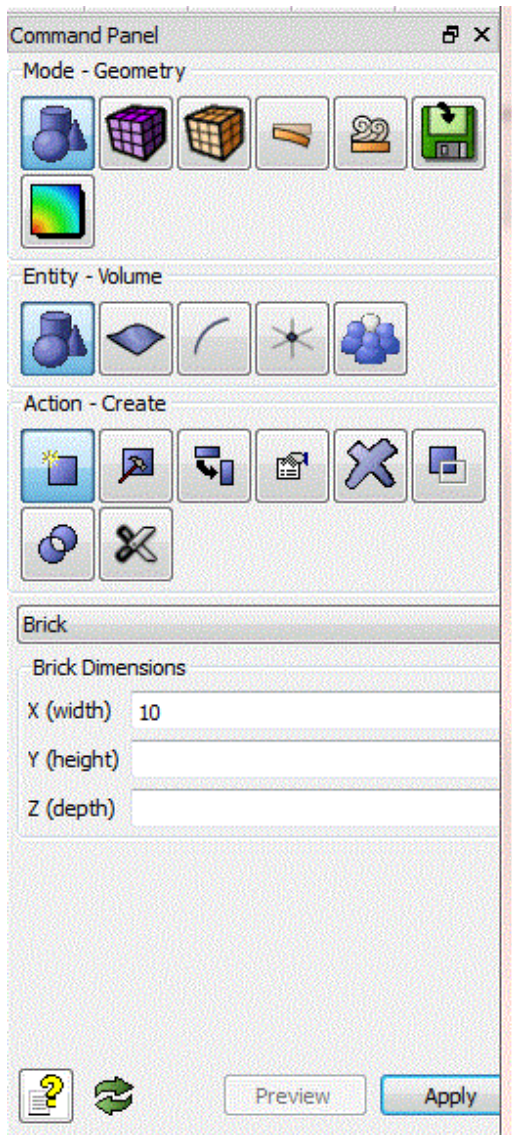 Command Panel
Mode - Geometry
Entity - Volume
Action - Create
Brick
Brick Dimensions
X (width) 10
Y (height)
Z (depth)
Preview Apply